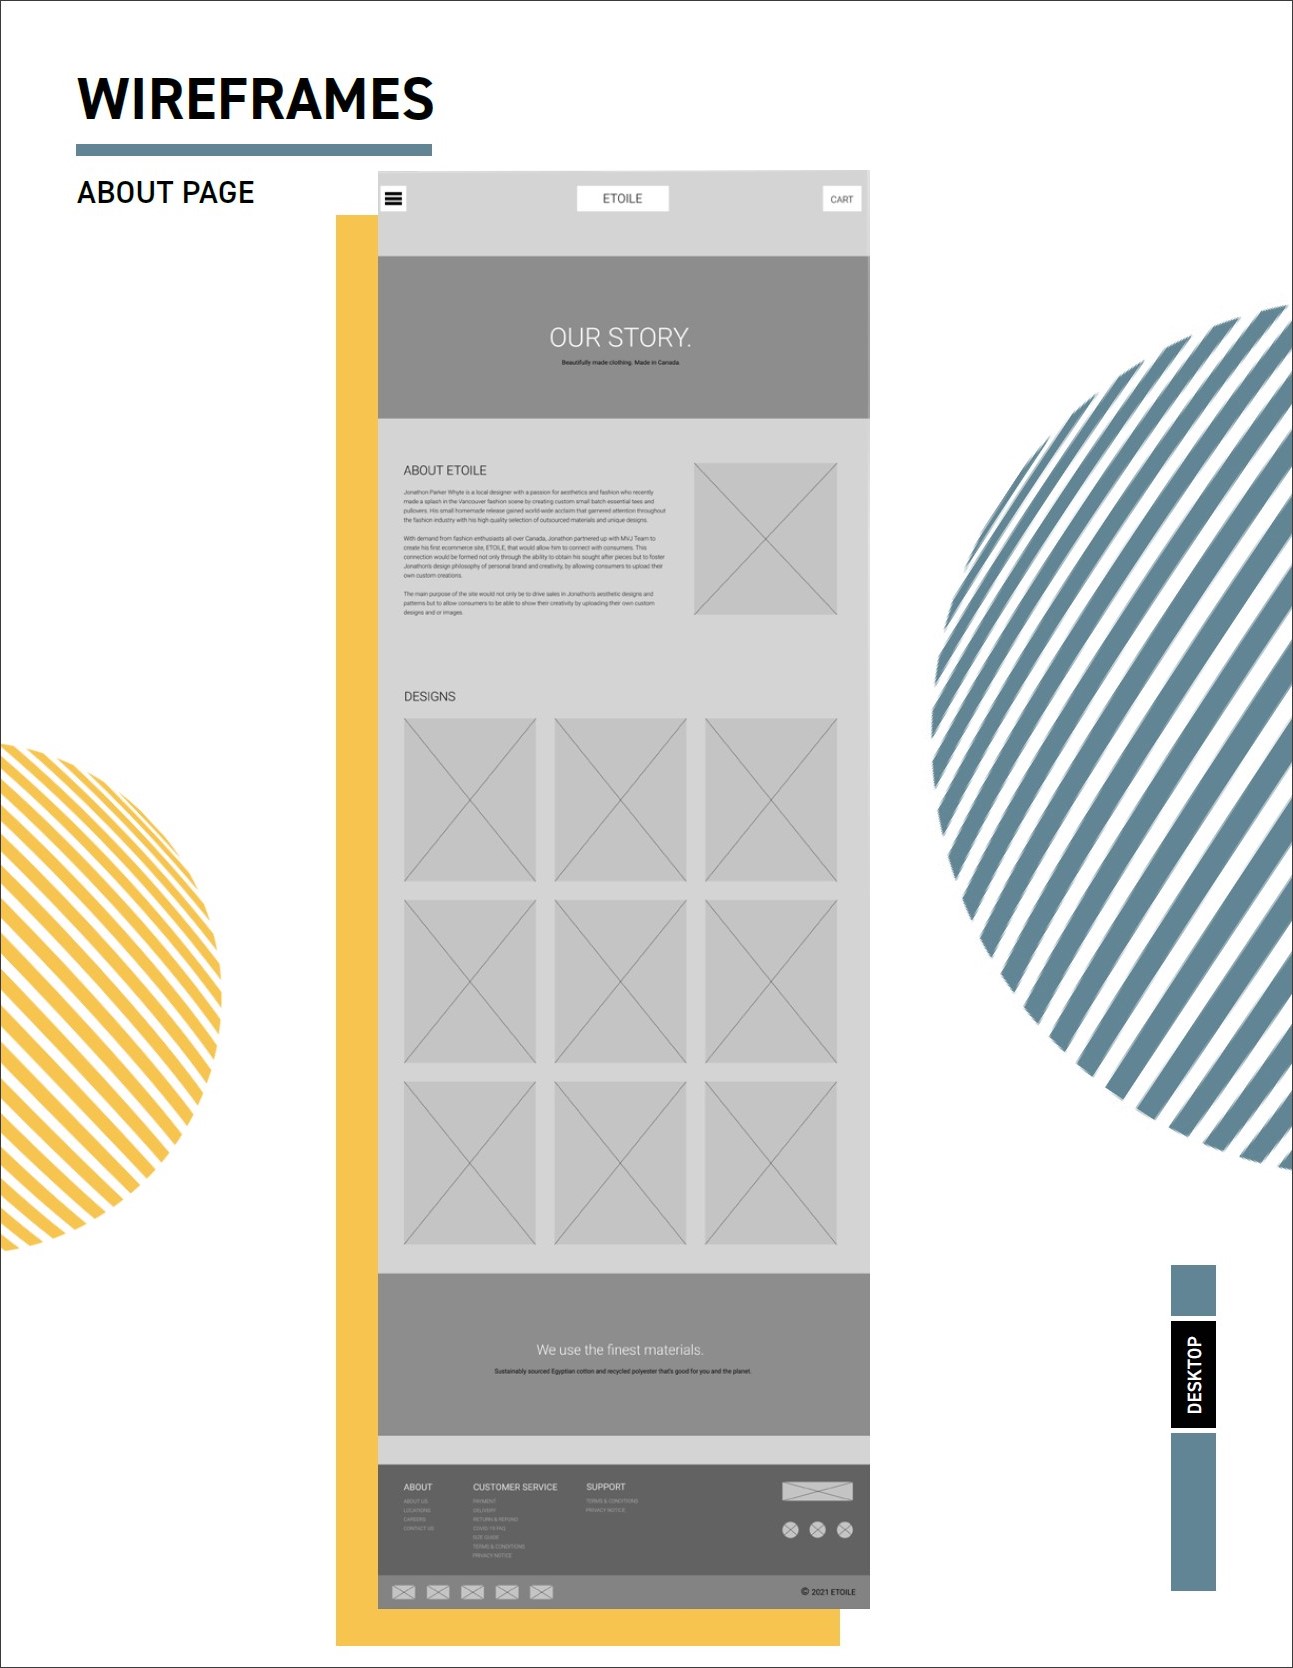 WIREFRAMES
ABOUT PAGE
ETOILE
CART
OUR STORY.
Beautifully made clothing. Made in Canada.
ABOUT ETOILE
Jonathon Parker Whyte is a local designer with a passion for aesthetics and fashion who recently
made a splash in the Vancouver fashion scene by creating custom small batch essential tees and
pullovers. His small homemade release gained world-wide acclaim that garnered attention throughout
the fashion industry with his high quality selection of outsourced materials and unique designs.
With demand from fashion enthusiasts all over Canada, Jonathon partnered up with MVJ Team to
create his first ecommerce site, ETOILE, that would allow him to connect with consumers. This
connection would be formed not only through the ability to obtain his sought after pieces but to foster
Jonathon's design philosophy of personal brand and creativity, by allowing consumers to upload their
own custom creations.
The main purpose of the site would not only be to drive sales in Jonathon's aesthetic designs and
patterns but to allow consumers to be able to show their creativity by uploading their own custom
designs and or images.
DESIGNS
We use the finest materials.
Sustainably sourced Egyptian cotton and recycled polyester that's good for you and the planet.
ABOUT
ABOUT US
LOCATIONS
CAREERS
CONTACT US
CUSTOMER SERVICE
PAYMENT
DELIVERY
RETURN & REFUND
COVID 19 FAQ
SIZE GUIDE
TERMS & CONDITIONS
PRIVACY NOTICE
SUPPORT
TERMS & CONDITIONS
PRIVACY NOTICE
© 2021 ETOILE
DESKTOP